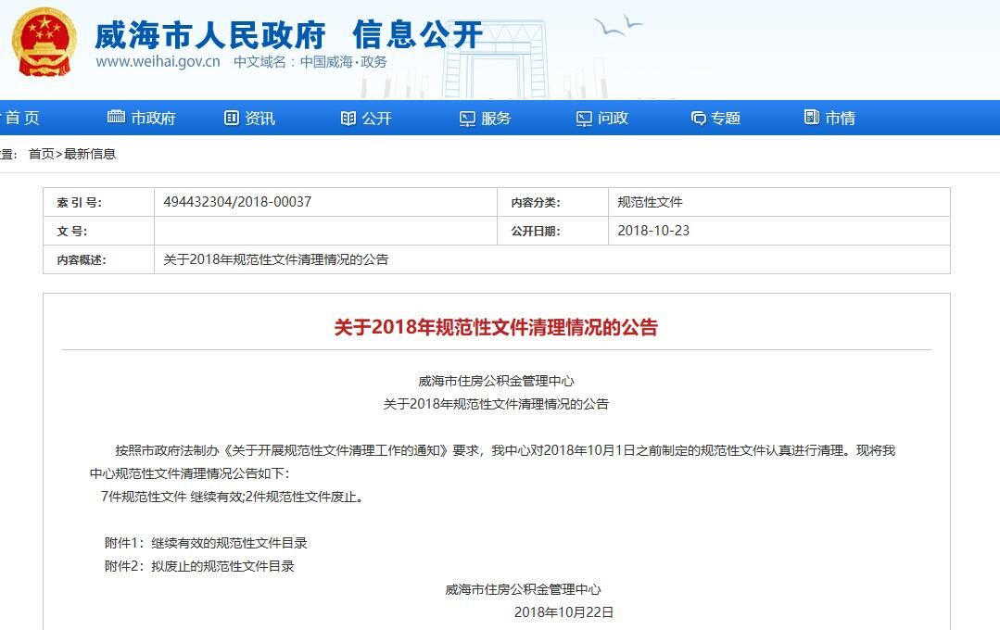 威海市人民政府 信息公开
www.weihai.gov.cn 中文域名：中国威海·政务
首页 市政府 资讯 公开 服务 问政 专题 市情
置： 首页>最新信息
索引号: 494432304/2018-00037 内容分类: 规范性文件
文号: 公开日期: 2018-10-23
内容概述: 关于2018年规范性文件清理情况的公告
关于2018年规范性文件清理情况的公告
威海市住房公积金管理中心
关于2018年规范性文件清理情况的公告
按照市政府法制办《关于开展规范性文件清理工作的通知》要求，我中心对2018年10月1日之前制定的规范性文件认真进行清理。现将我
中心规范性文件清理情况公告如下：
7件规范性文件 继续有效;2件规范性文件废止。
附件1：继续有效的规范性文件目录
附件2：拟废止的规范性文件目录
威海市住房公积金管理中心
2018年10月22日